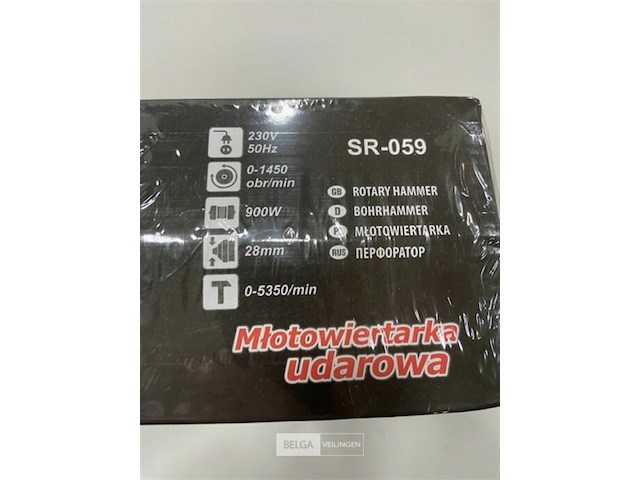 230V
50Hz
SR-059
0-1450
obr/min
GB ROTARY HAMMER
900W
D BOHRHAMMER
MŁOTOWIERTARKA
28mm
RUS ПЕРФОРАТОР
0-5350/min
Młotowiertarka
udarowa
BELGA VEILINGEN